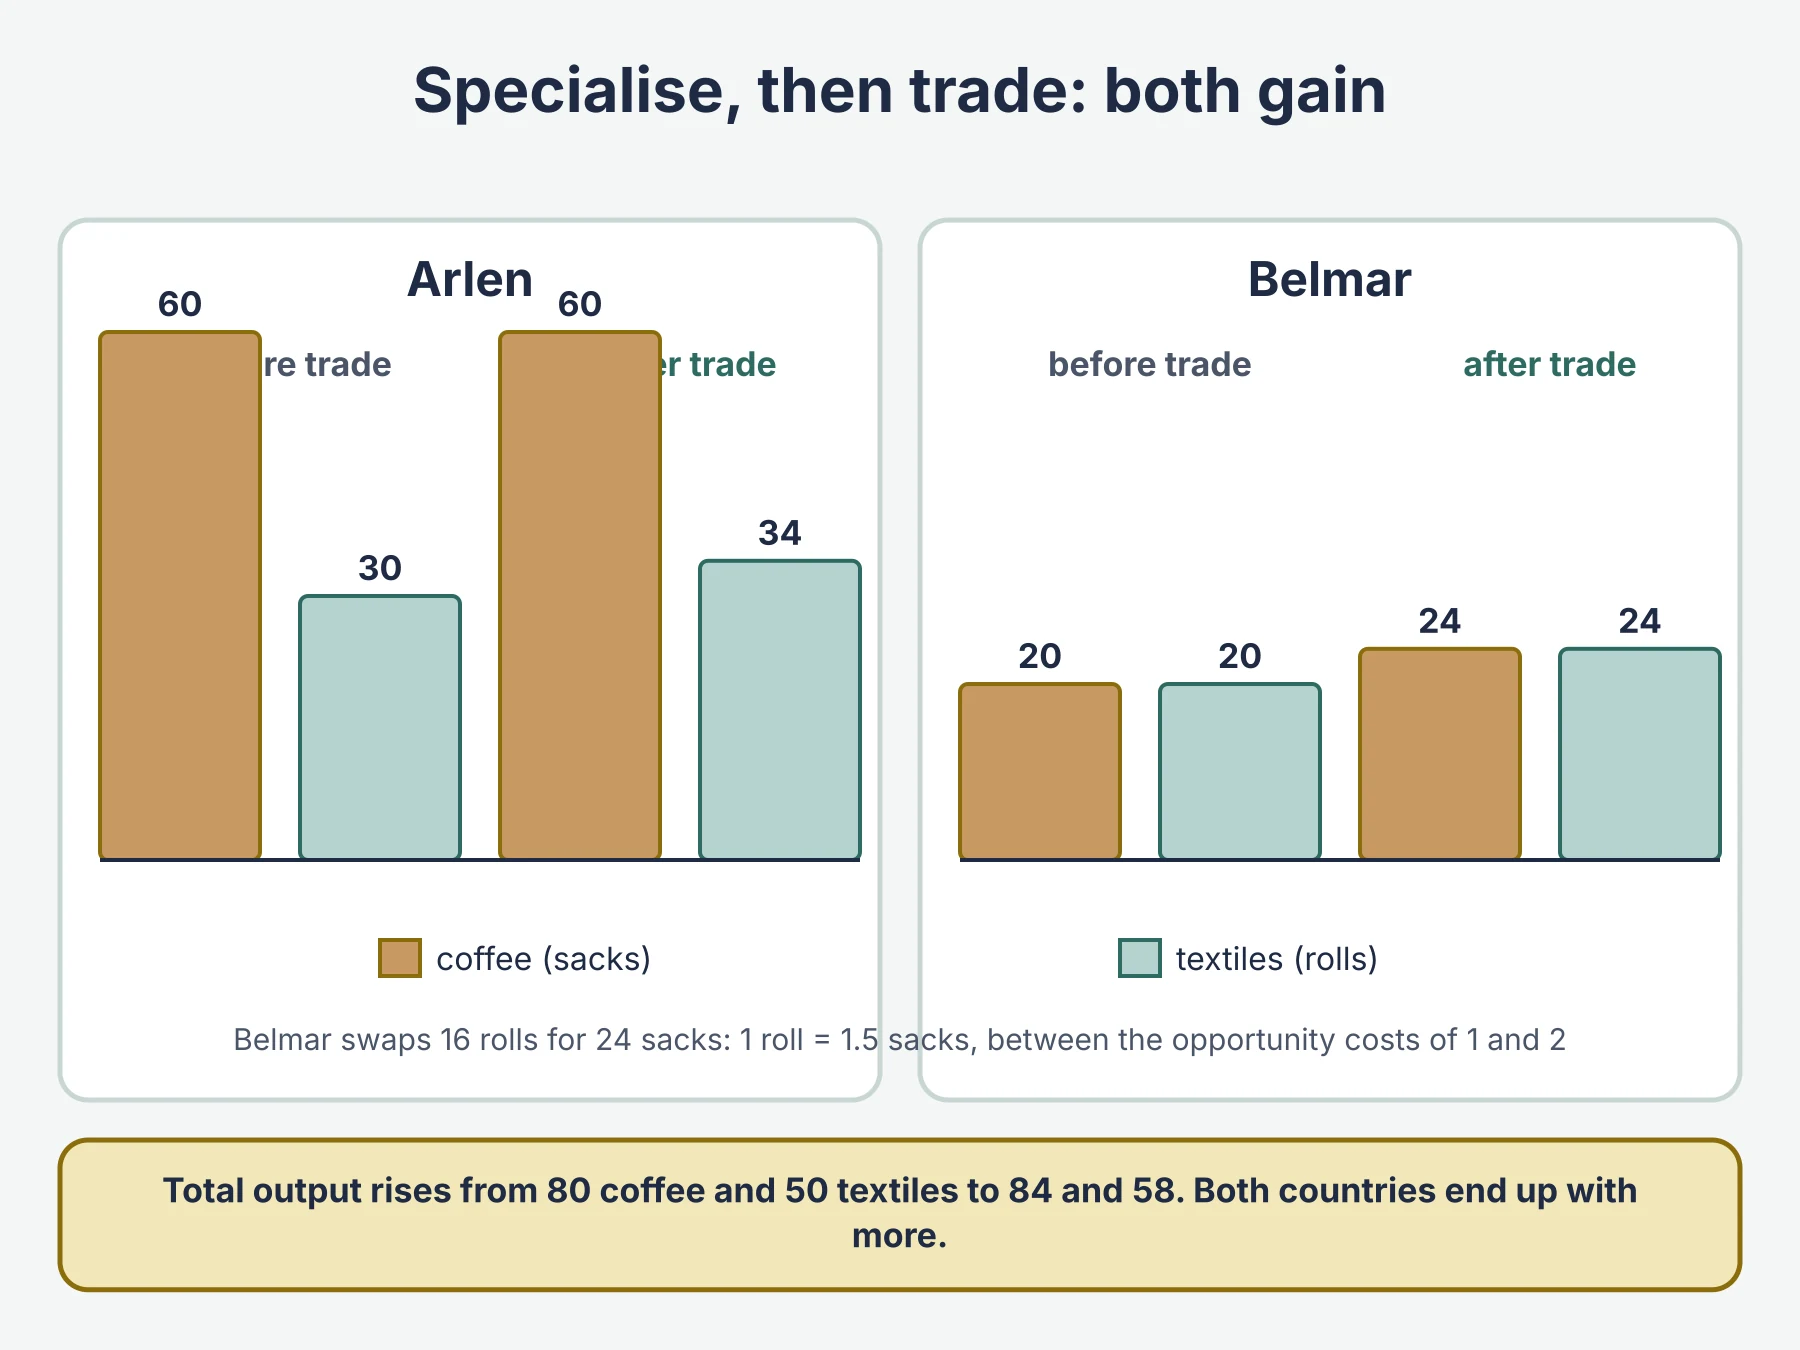 Specialise, then trade: both gain
Arlen
60
60
re trade
er trade
34
30
Belmar
before trade
after trade
24
24
20
20
coffee (sacks)
textiles (rolls)
Belmar swaps 16 rolls for 24 sacks: 1 roll = 1.5 sacks, between the opportunity costs of 1 and 2
Total output rises from 80 coffee and 50 textiles to 84 and 58. Both countries end up with
more.